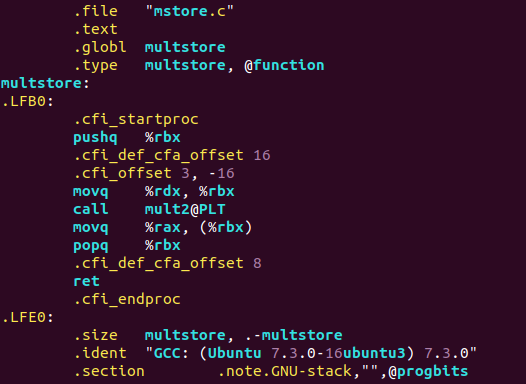 .file "mstore.c"
.text
.globl multstore
.type multstore, @function
multstore:
.LFB0:
.cfi_startproc
pushq %rbx
.cfi_def_cfa_offset 16
.cfi_offset 3, -16
movq %rdx, %rbx
call mult2@PLT
movq %rax, (%rbx)
popq %rbx
.cfi_def_cfa_offset 8
ret
.cfi_endproc
.LFE0:
.size multstore, .-multstore
.ident "GCC: (Ubuntu 7.3.0-16ubuntu3) 7.3.0"
.section .note.GNU-stack,"",@progbits